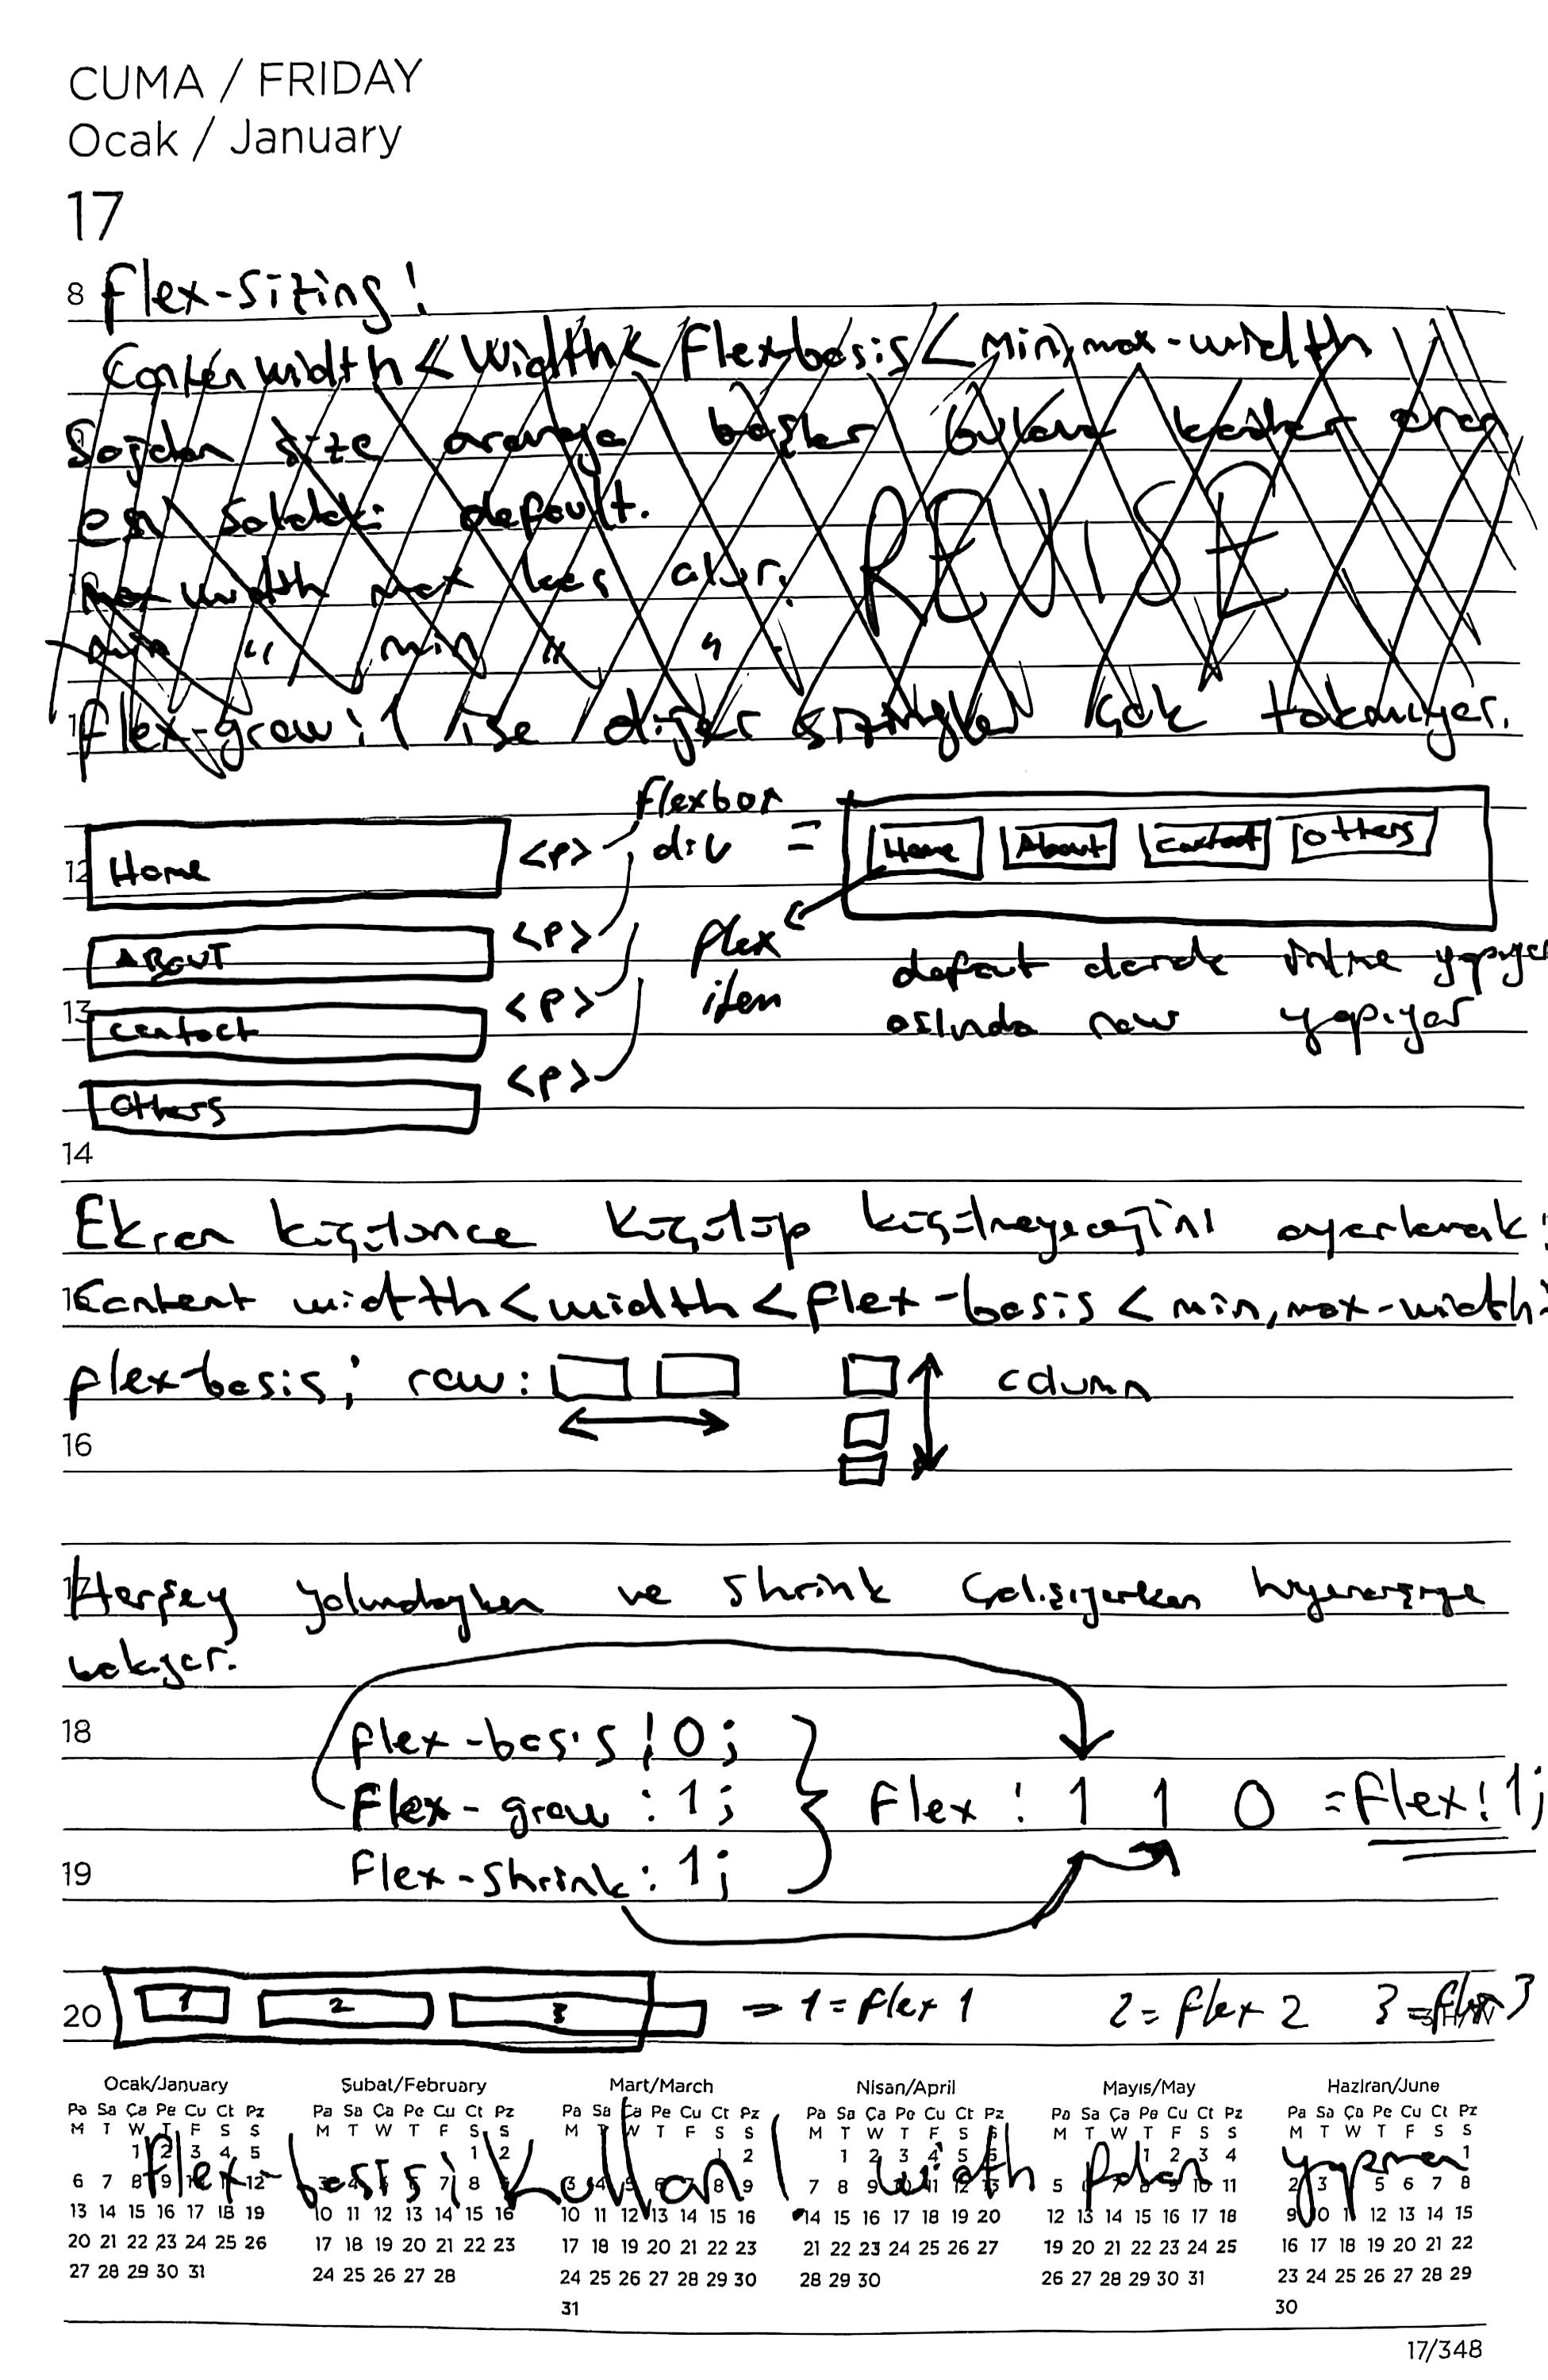 CUMA / FRIDAY
Ocak / January
17
8 flex-sizing!
Conten width < Width < Flex-basis < Min, max-width
Sağdan size aramaya başlar bulana kadar
en soldaki default.
Max width max kaç alır. REVISE
min " min " "
flex-grow: 1 ise diğer sizingleri çok takmıyor.
flexbox
12 Home <p> div = Home About Contact Others
ABOUT <p> flex
item
default olarak inline yapıyor
13 Contact <p>
aslında row yapıyor
Others <p>
14
Ekran küçülünce küçülüp küçülmeyeceğini ayarlamak:
Content width < width < flex-basis < min, max-width:
flex-basis; row: column
16
17 Herşey yolundayken ve shrink çalışıyorken hiyerarşiye
bakıyor.
18 flex-basis: 0;
flex-grow: 1; } flex: 1 1 0 = flex: 1;
19 flex-shrink: 1;
20 1 2 3 => 1 = flex 1 2 = flex 2 3 = flex 3
Ocak/January Şubat/February Mart/March Nisan/April Mayıs/May Haziran/June
Pa Sa Ça Pe Cu Ct Pz Pa Sa Ça Pe Cu Ct Pz Pa Sa Ça Pe Cu Ct Pz Pa Sa Ça Pe Cu Ct Pz Pa Sa Ça Pe Cu Ct Pz Pa Sa Ça Pe Cu Ct Pz
M T W T F S S M T W T F S S M T W T F S S M T W T F S S M T W T F S S M T W T F S S
1 2 3 4 5 1 2 1 2 1 2 3 4 5 6 1 2 3 4 1
flex-basis; Kullan! width falan yapma
6 7 8 9 10 11 12 3 4 5 6 7 8 9 3 4 5 6 7 8 9 7 8 9 10 11 12 13 5 6 7 8 9 10 11 2 3 4 5 6 7 8
13 14 15 16 17 18 19 10 11 12 13 14 15 16 10 11 12 13 14 15 16 14 15 16 17 18 19 20 12 13 14 15 16 17 18 9 10 11 12 13 14 15
20 21 22 23 24 25 26 17 18 19 20 21 22 23 17 18 19 20 21 22 23 21 22 23 24 25 26 27 19 20 21 22 23 24 25 16 17 18 19 20 21 22
27 28 29 30 31 24 25 26 27 28 24 25 26 27 28 29 30 28 29 30 26 27 28 29 30 31 23 24 25 26 27 28 29
31 30
17/348